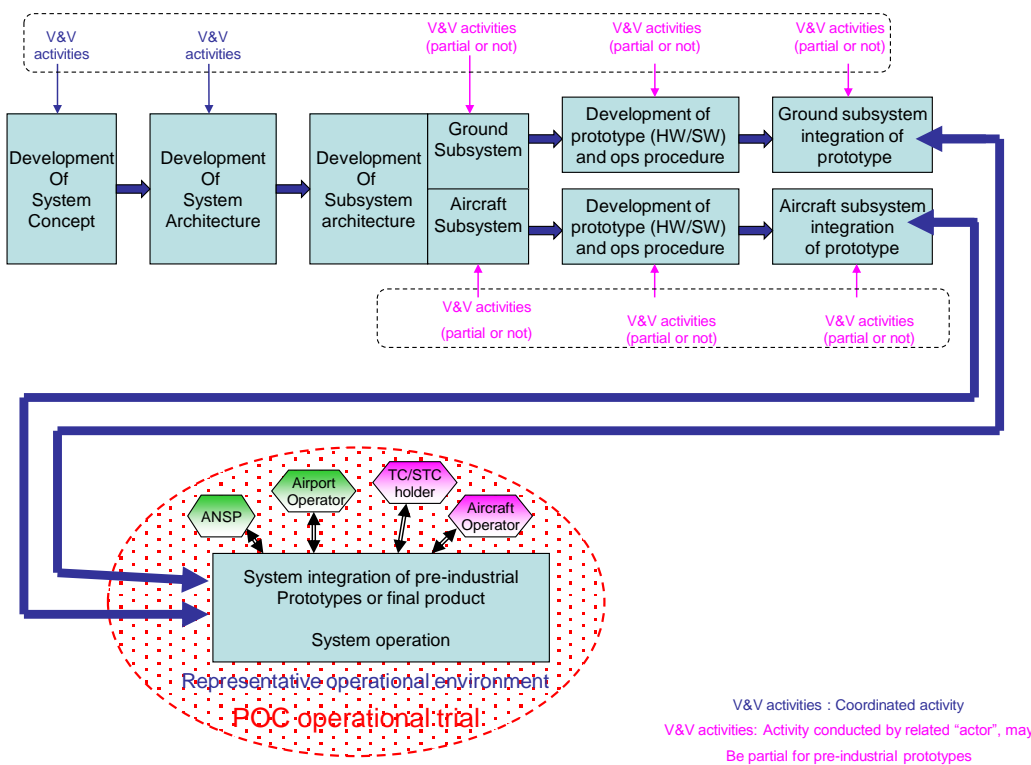 V&V
activities
V&V
activities
V&V activities
(partial or not)
V&V activities
(partial or not)
V&V activities
(partial or not)
Development
Of
System
Concept
Development
Of
System
Architecture
Development
Of
Subsystem
architecture
Ground
Subsystem
Aircraft
Subsystem
Development of
prototype (HW/SW)
and ops procedure
Ground subsystem
integration of
prototype
Development of
prototype (HW/SW)
and ops procedure
Aircraft subsystem
integration
of prototype
V&V activities
(partial or not)
V&V activities
(partial or not)
V&V activities
(partial or not)
ANSP
Airport
Operator
TC/STC
holder
Aircraft
Operator
System integration of pre-industrial
Prototypes or final product
System operation
Representative operational environment
POC operational trial
V&V activities : Coordinated activity
V&V activities: Activity conducted by related “actor”, may
Be partial for pre-industrial prototypes